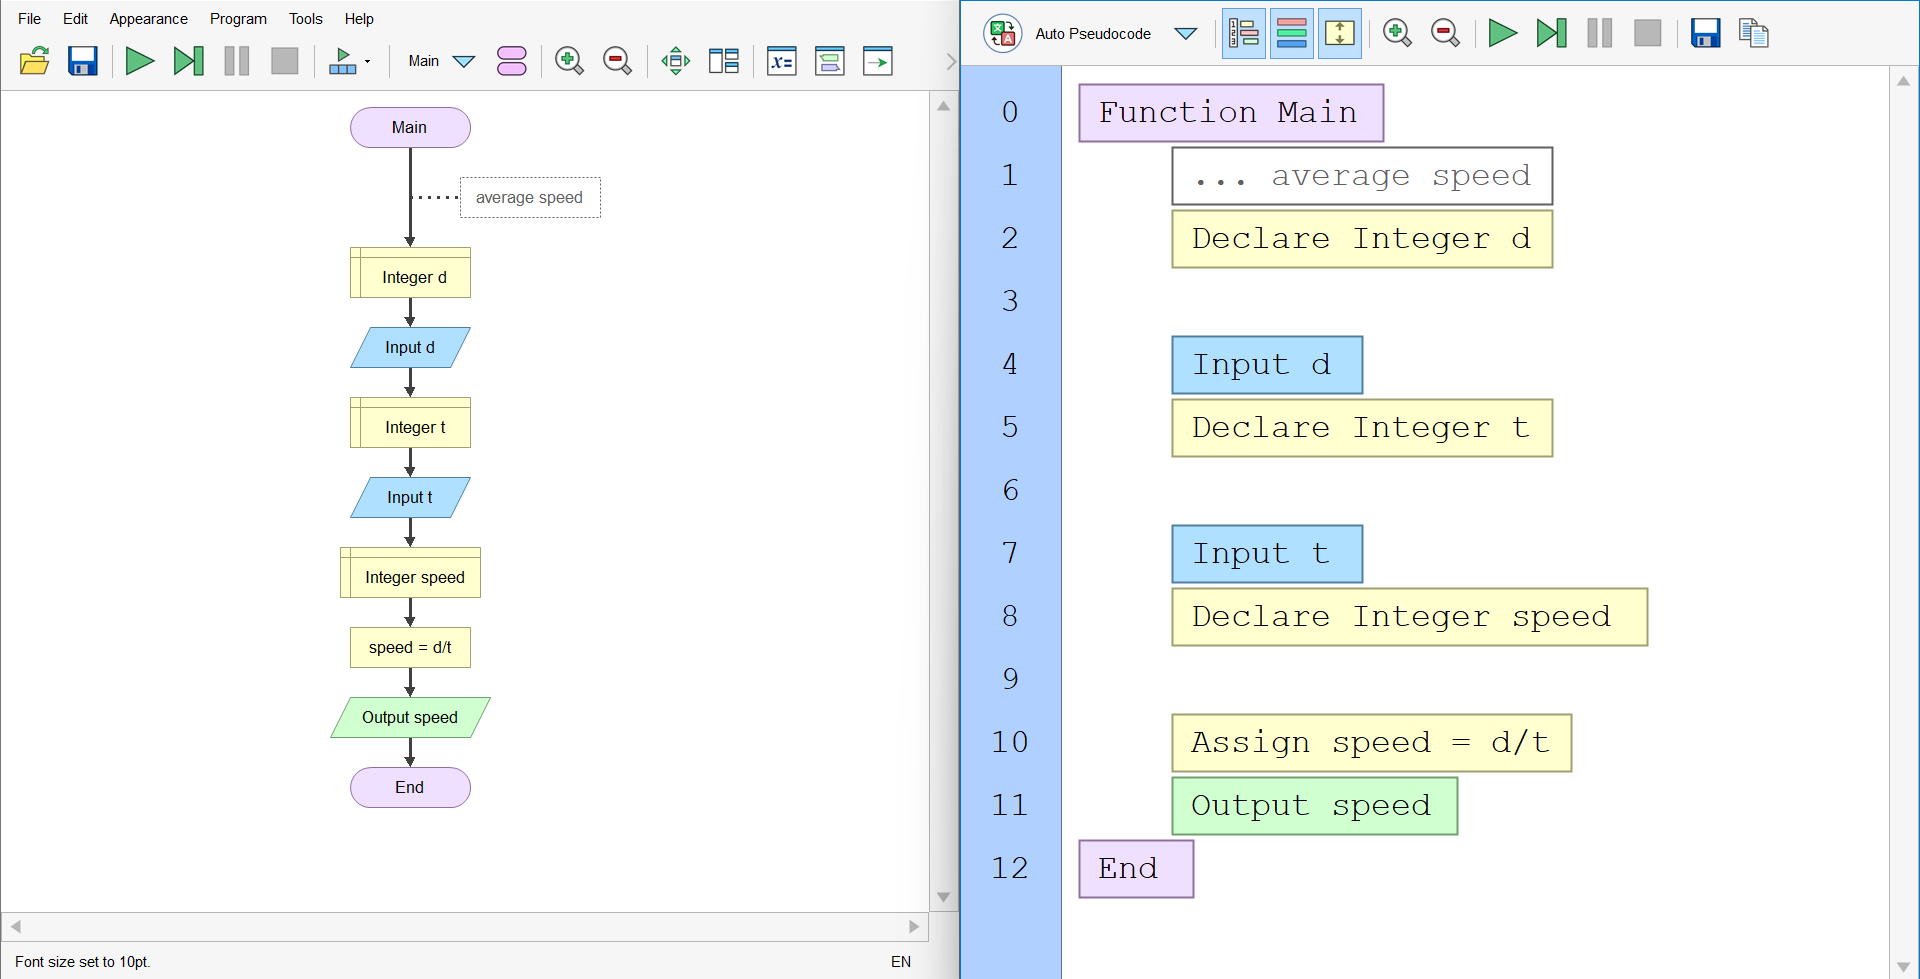 File Edit Appearance Program Tools Help
Main
x=
Main
average speed
Integer d
Input d
Integer t
Input t
Integer speed
speed = d/t
Output speed
End
Font size set to 10pt.
EN
Auto Pseudocode
0 Function Main
1 ... average speed
2 Declare Integer d
3
4 Input d
5 Declare Integer t
6
7 Input t
8 Declare Integer speed
9
10 Assign speed = d/t
11 Output speed
12 End